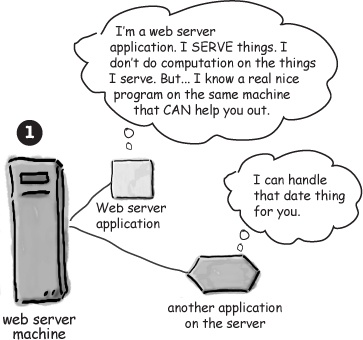 I'm a web server
application. I SERVE things. I
don't do computation on the things
I serve. But... I know a real nice
program on the same machine
that CAN help you out.
1
I can handle
that date thing
for you.
Web server
application
another application
on the server
web server
machine